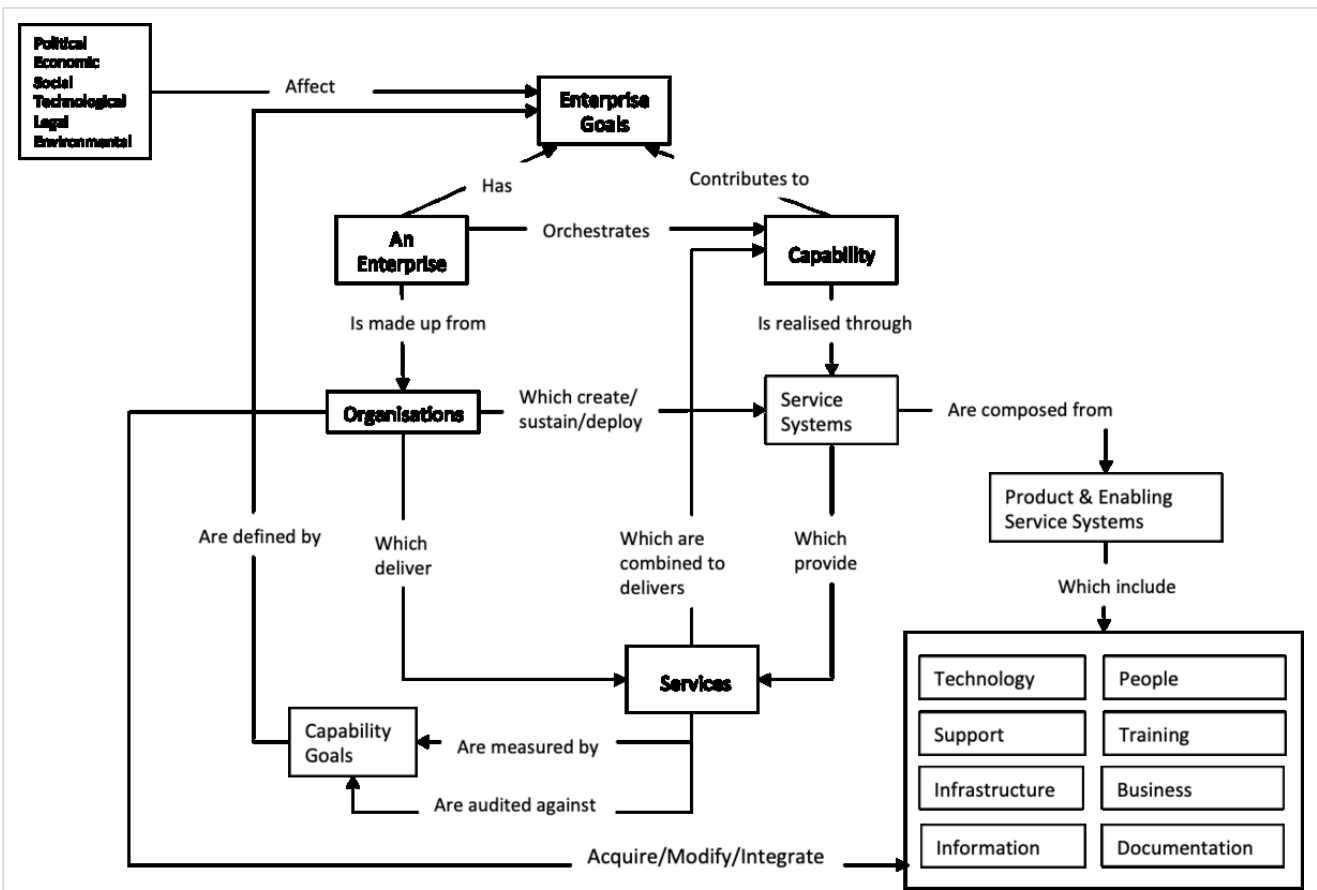 Political
Economic
Social
Technological
Legal
Environmental
Affect
Enterprise
Goals
Has
Contributes to
An
Enterprise
Orchestrates
Capability
Is made up from
Is realised through
Organisations
Which create/
sustain/deploy
Service
Systems
Are composed from
Product & Enabling
Service Systems
Are defined by
Which
deliver
Which are
combined to
delivers
Which
provide
Which include
Services
Technology
People
Support
Training
Infrastructure
Business
Information
Documentation
Capability
Goals
Are measured by
Are audited against
Acquire/Modify/Integrate